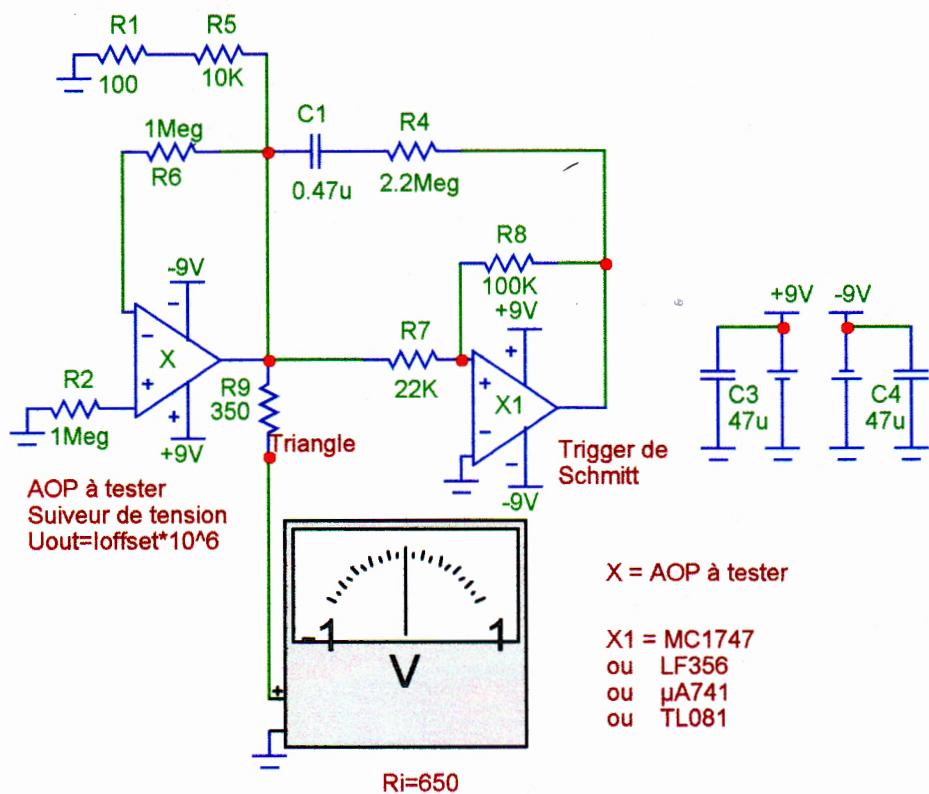 R1 R5
100 10K
C1 R4
1Meg
R6
0.47u 2.2Meg
R8
100K
-9V
+9V
+9V -9V
R7
22K
X
-
+
-
+
R2
1Meg
+9V
R9
350
Triangle
+
-
+
-
X1
-9V
C3
47u
C4
47u
Trigger de
Schmitt
AOP à tester
Suiveur de tension
Uout=Ioffset*10^6
-1 1
V
+
-
Ri=650
X = AOP à tester
X1 = MC1747
ou LF356
ou µA741
ou TL081